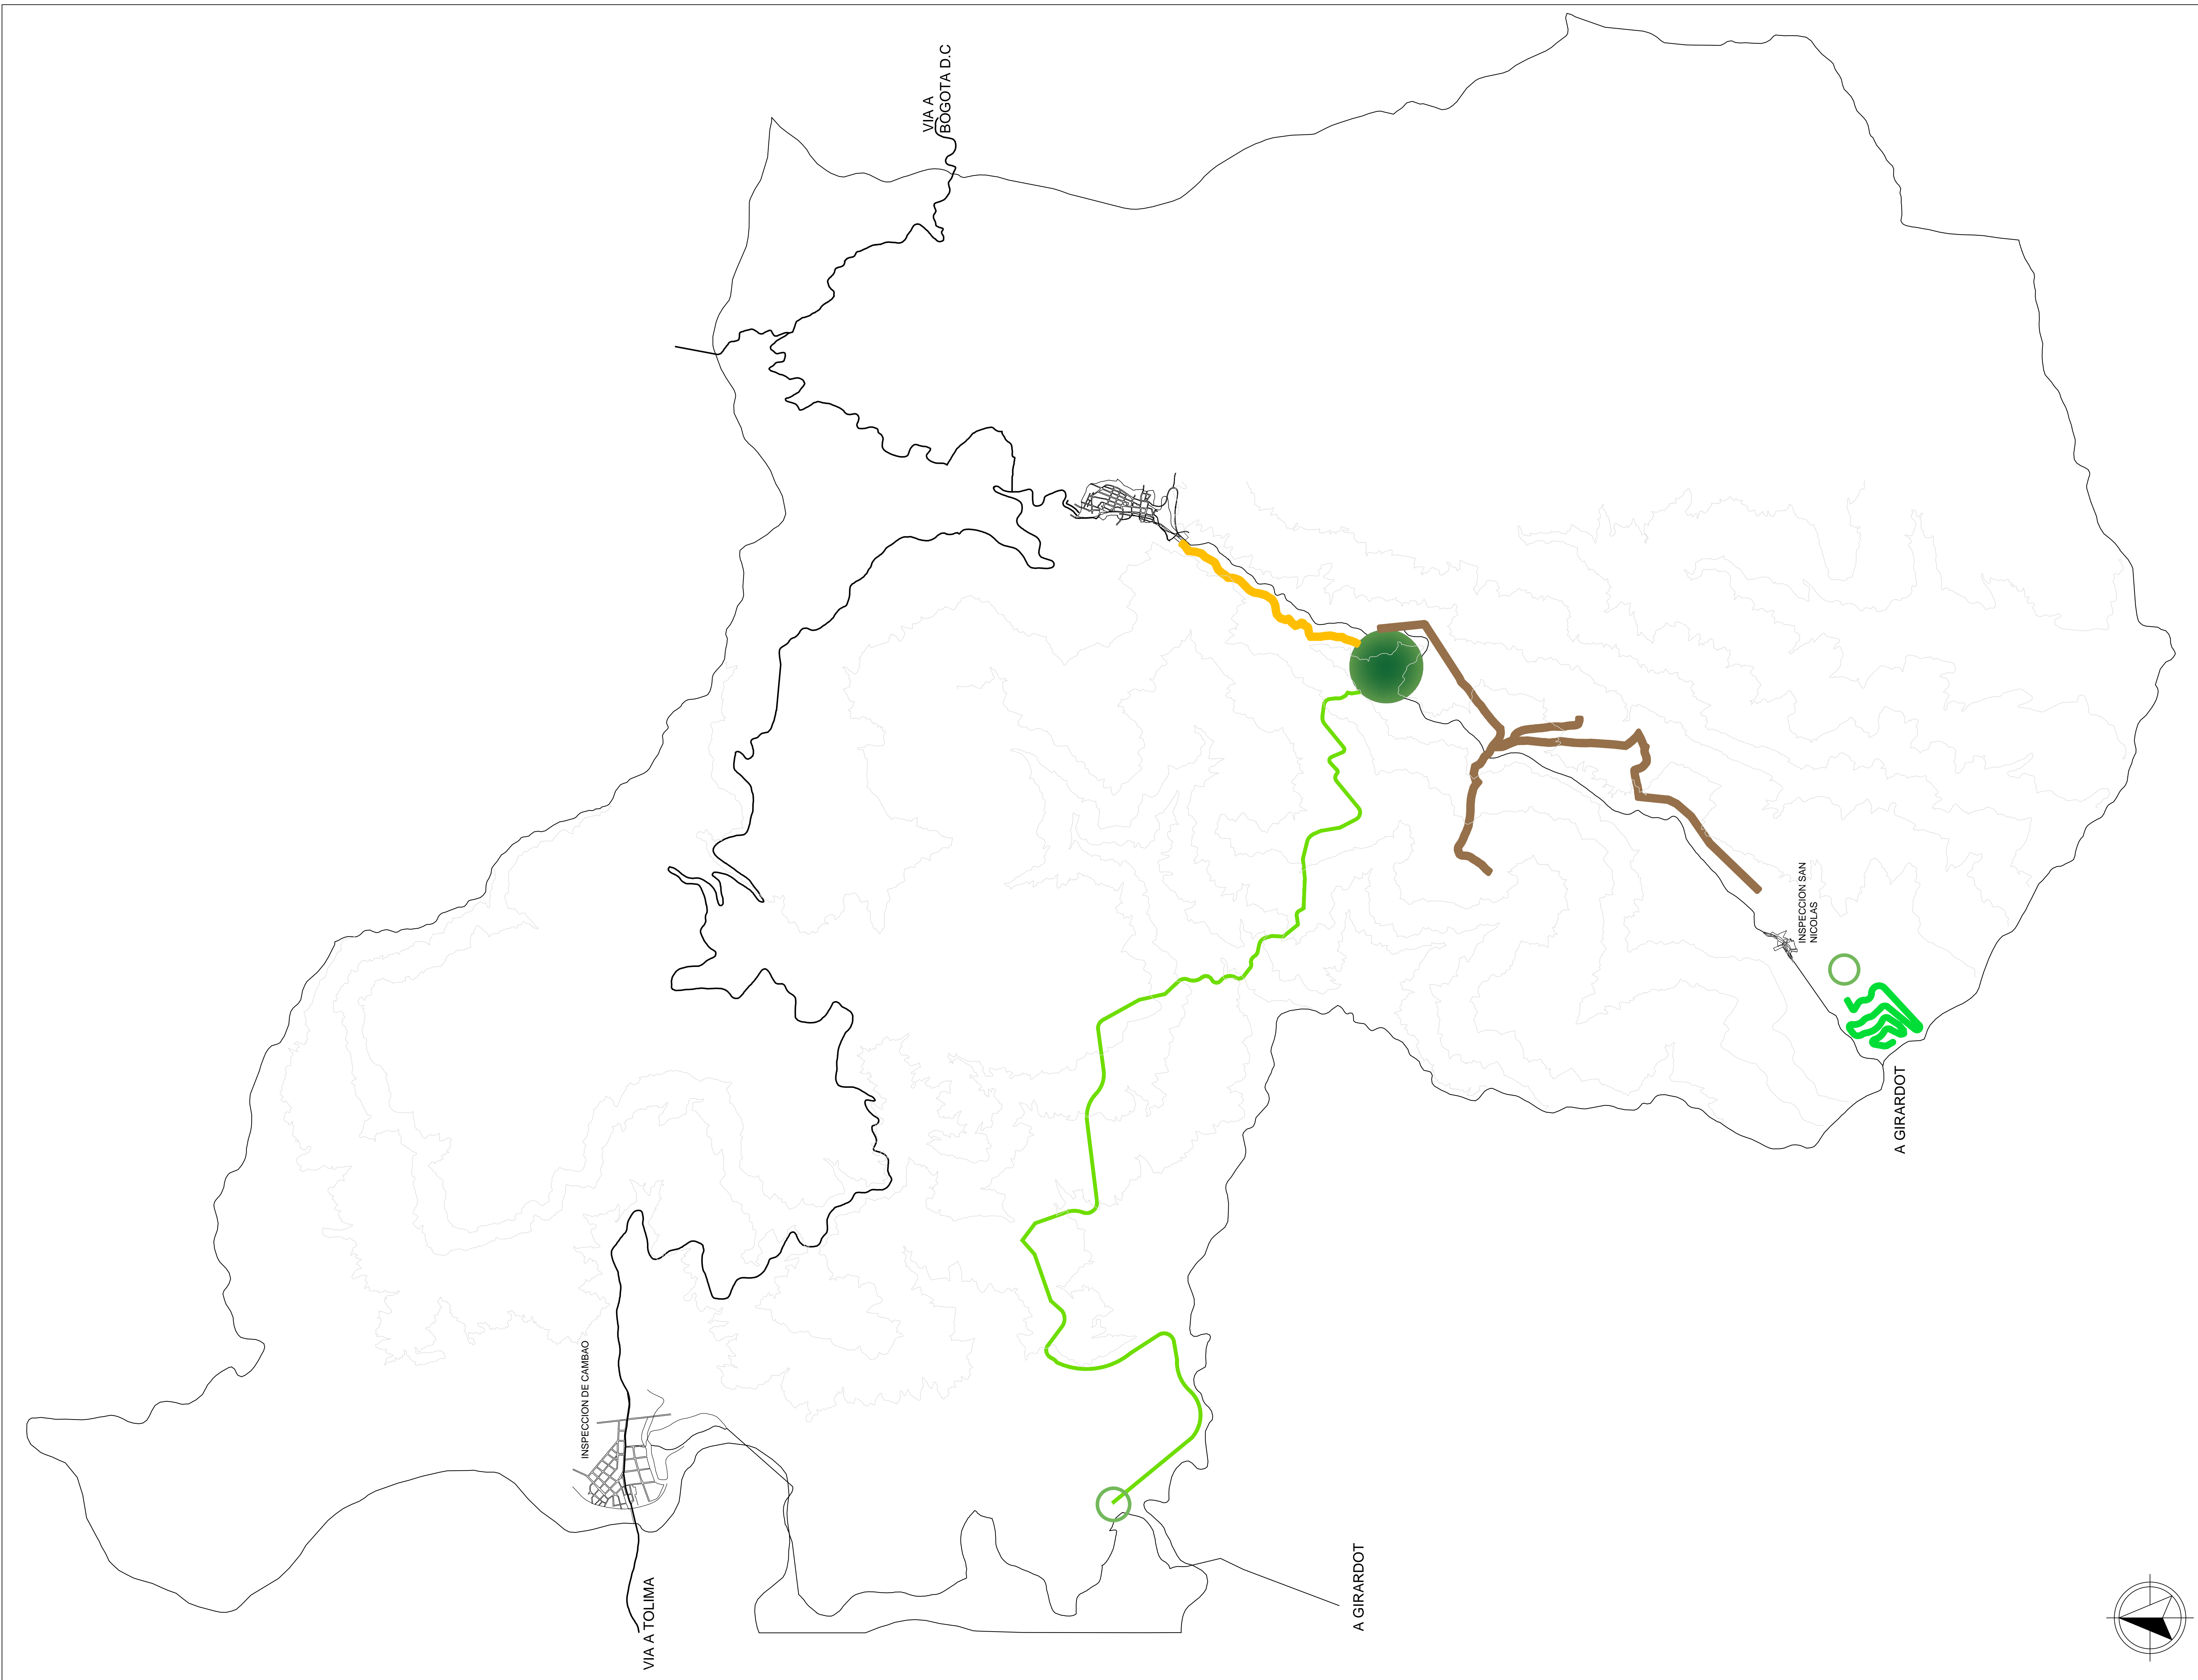 VIA A
BOGOTA D.C
INSPECCION SAN
NICOLAS
A GIRARDOT
INSPECCION DE CAMBAO
VIA A TOLIMA
A GIRARDOT